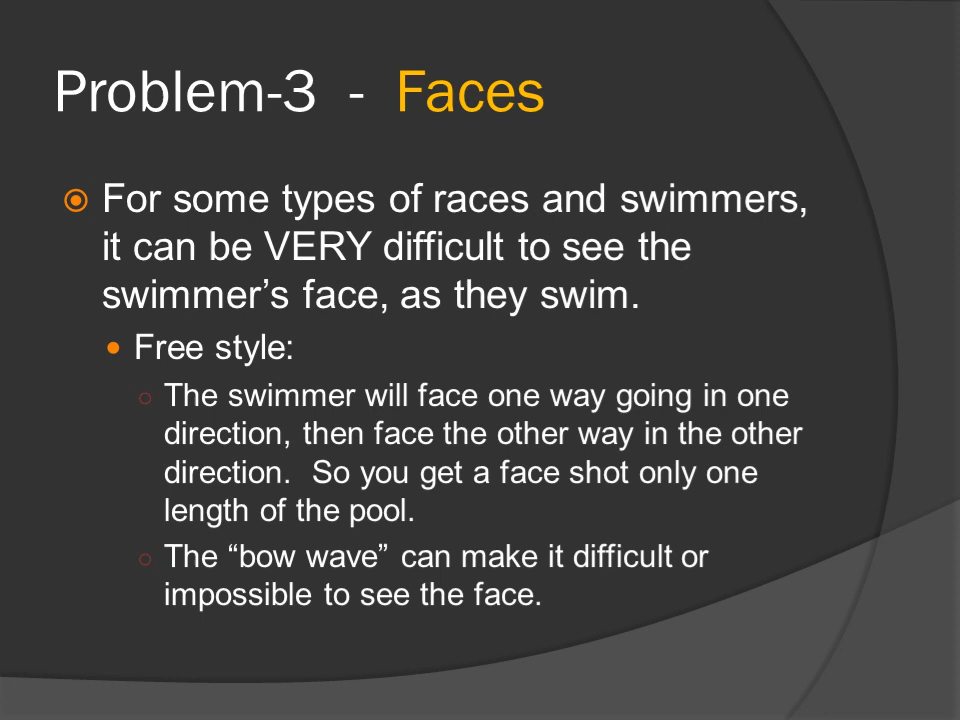 Problem-3 - Faces
For some types of races and swimmers,
it can be VERY difficult to see the
swimmer’s face, as they swim.
Free style:
The swimmer will face one way going in one
direction, then face the other way in the other
direction. So you get a face shot only one
length of the pool.
The “bow wave” can make it difficult or
impossible to see the face.